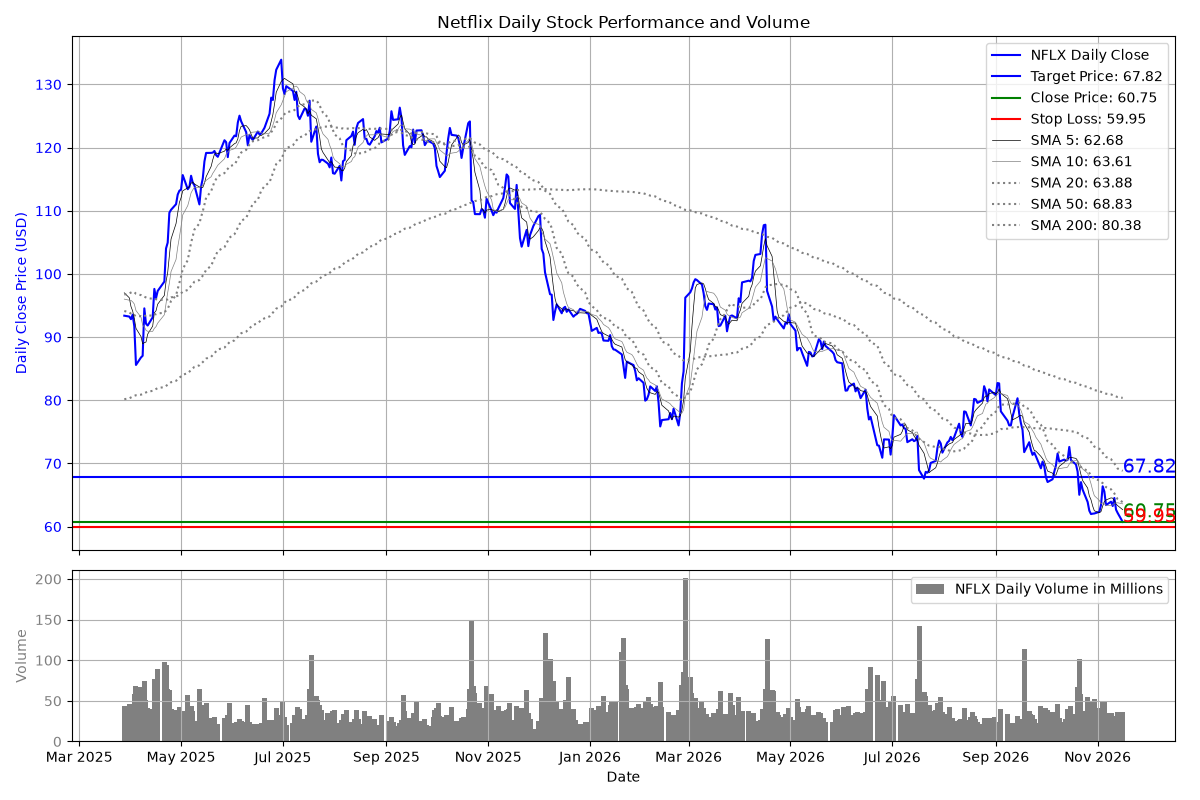 Netflix Daily Stock Performance and Volume
Daily Close Price (USD)
130
120
110
100
90
80
70
60
NFLX Daily Close
Target Price: 67.82
Close Price: 60.75
Stop Loss: 59.95
SMA 5: 62.68
SMA 10: 63.61
SMA 20: 63.88
SMA 50: 68.83
SMA 200: 80.38
67.82
60.75
59.95
Volume
200
150
100
50
0
NFLX Daily Volume in Millions
Mar 2025 May 2025 Jul 2025 Sep 2025 Nov 2025 Jan 2026 Mar 2026 May 2026 Jul 2026 Sep 2026 Nov 2026
Date